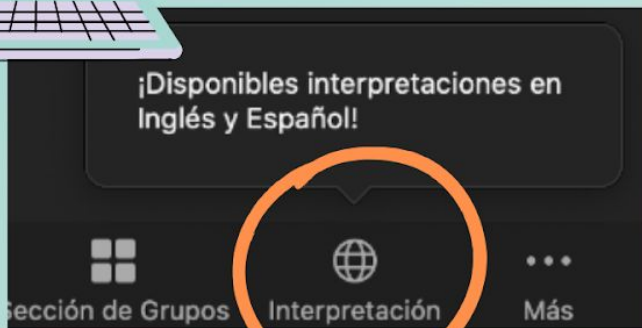 ¡Disponibles interpretaciones en
Inglés y Español!
Sección de Grupos Interpretación Más